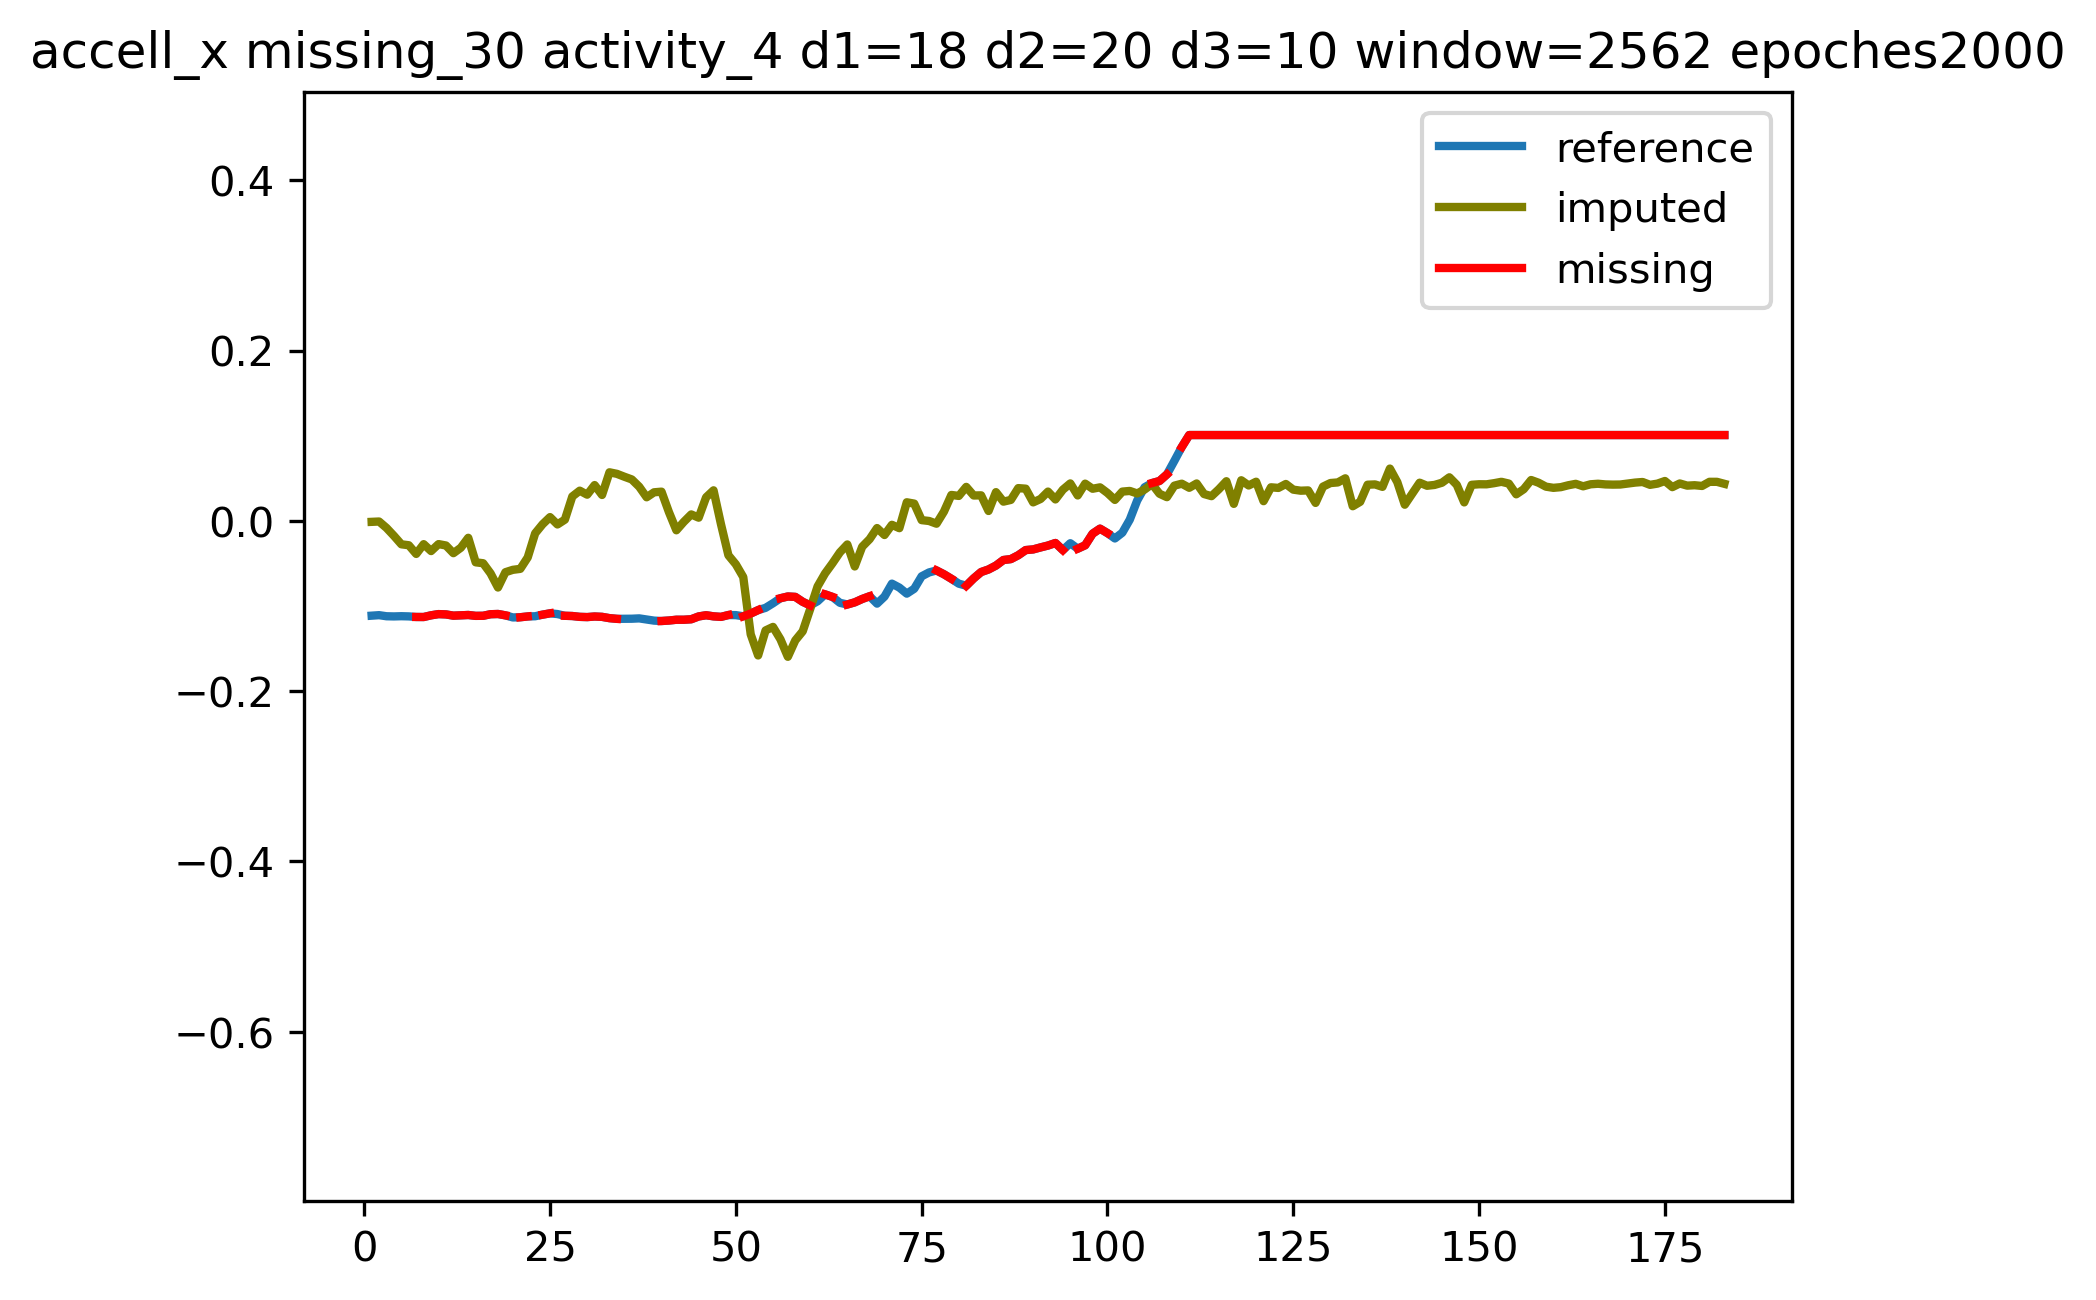 accell_x missing_30 activity_4 d1=18 d2=20 d3=10 window=2562 epoches2000
reference
imputed
missing
0.4
0.2
0.0
−0.2
−0.4
−0.6
0 25 50 75 100 125 150 175